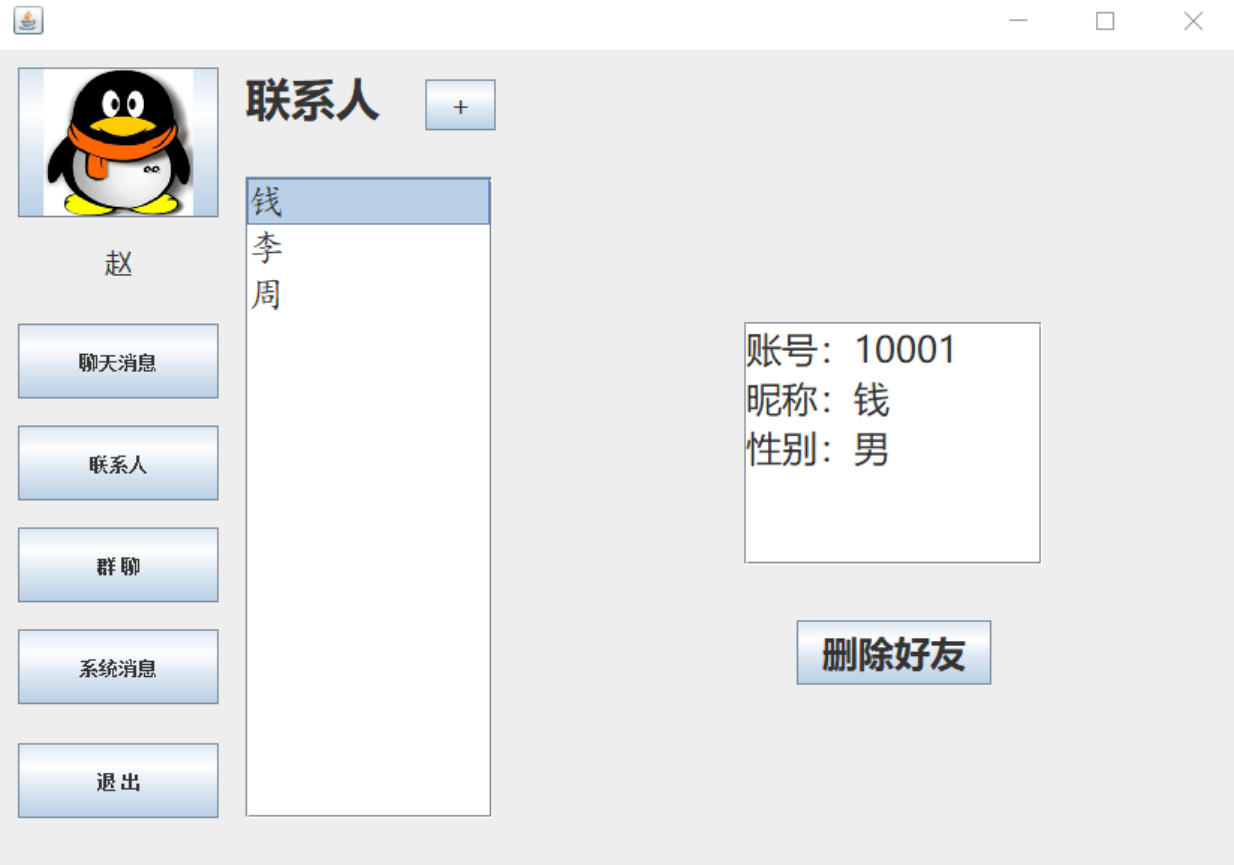 联系人
+
赵
聊天消息
联系人
群 聊
系统消息
退 出
钱
李
周
账号：10001
昵称：钱
性别：男
删除好友